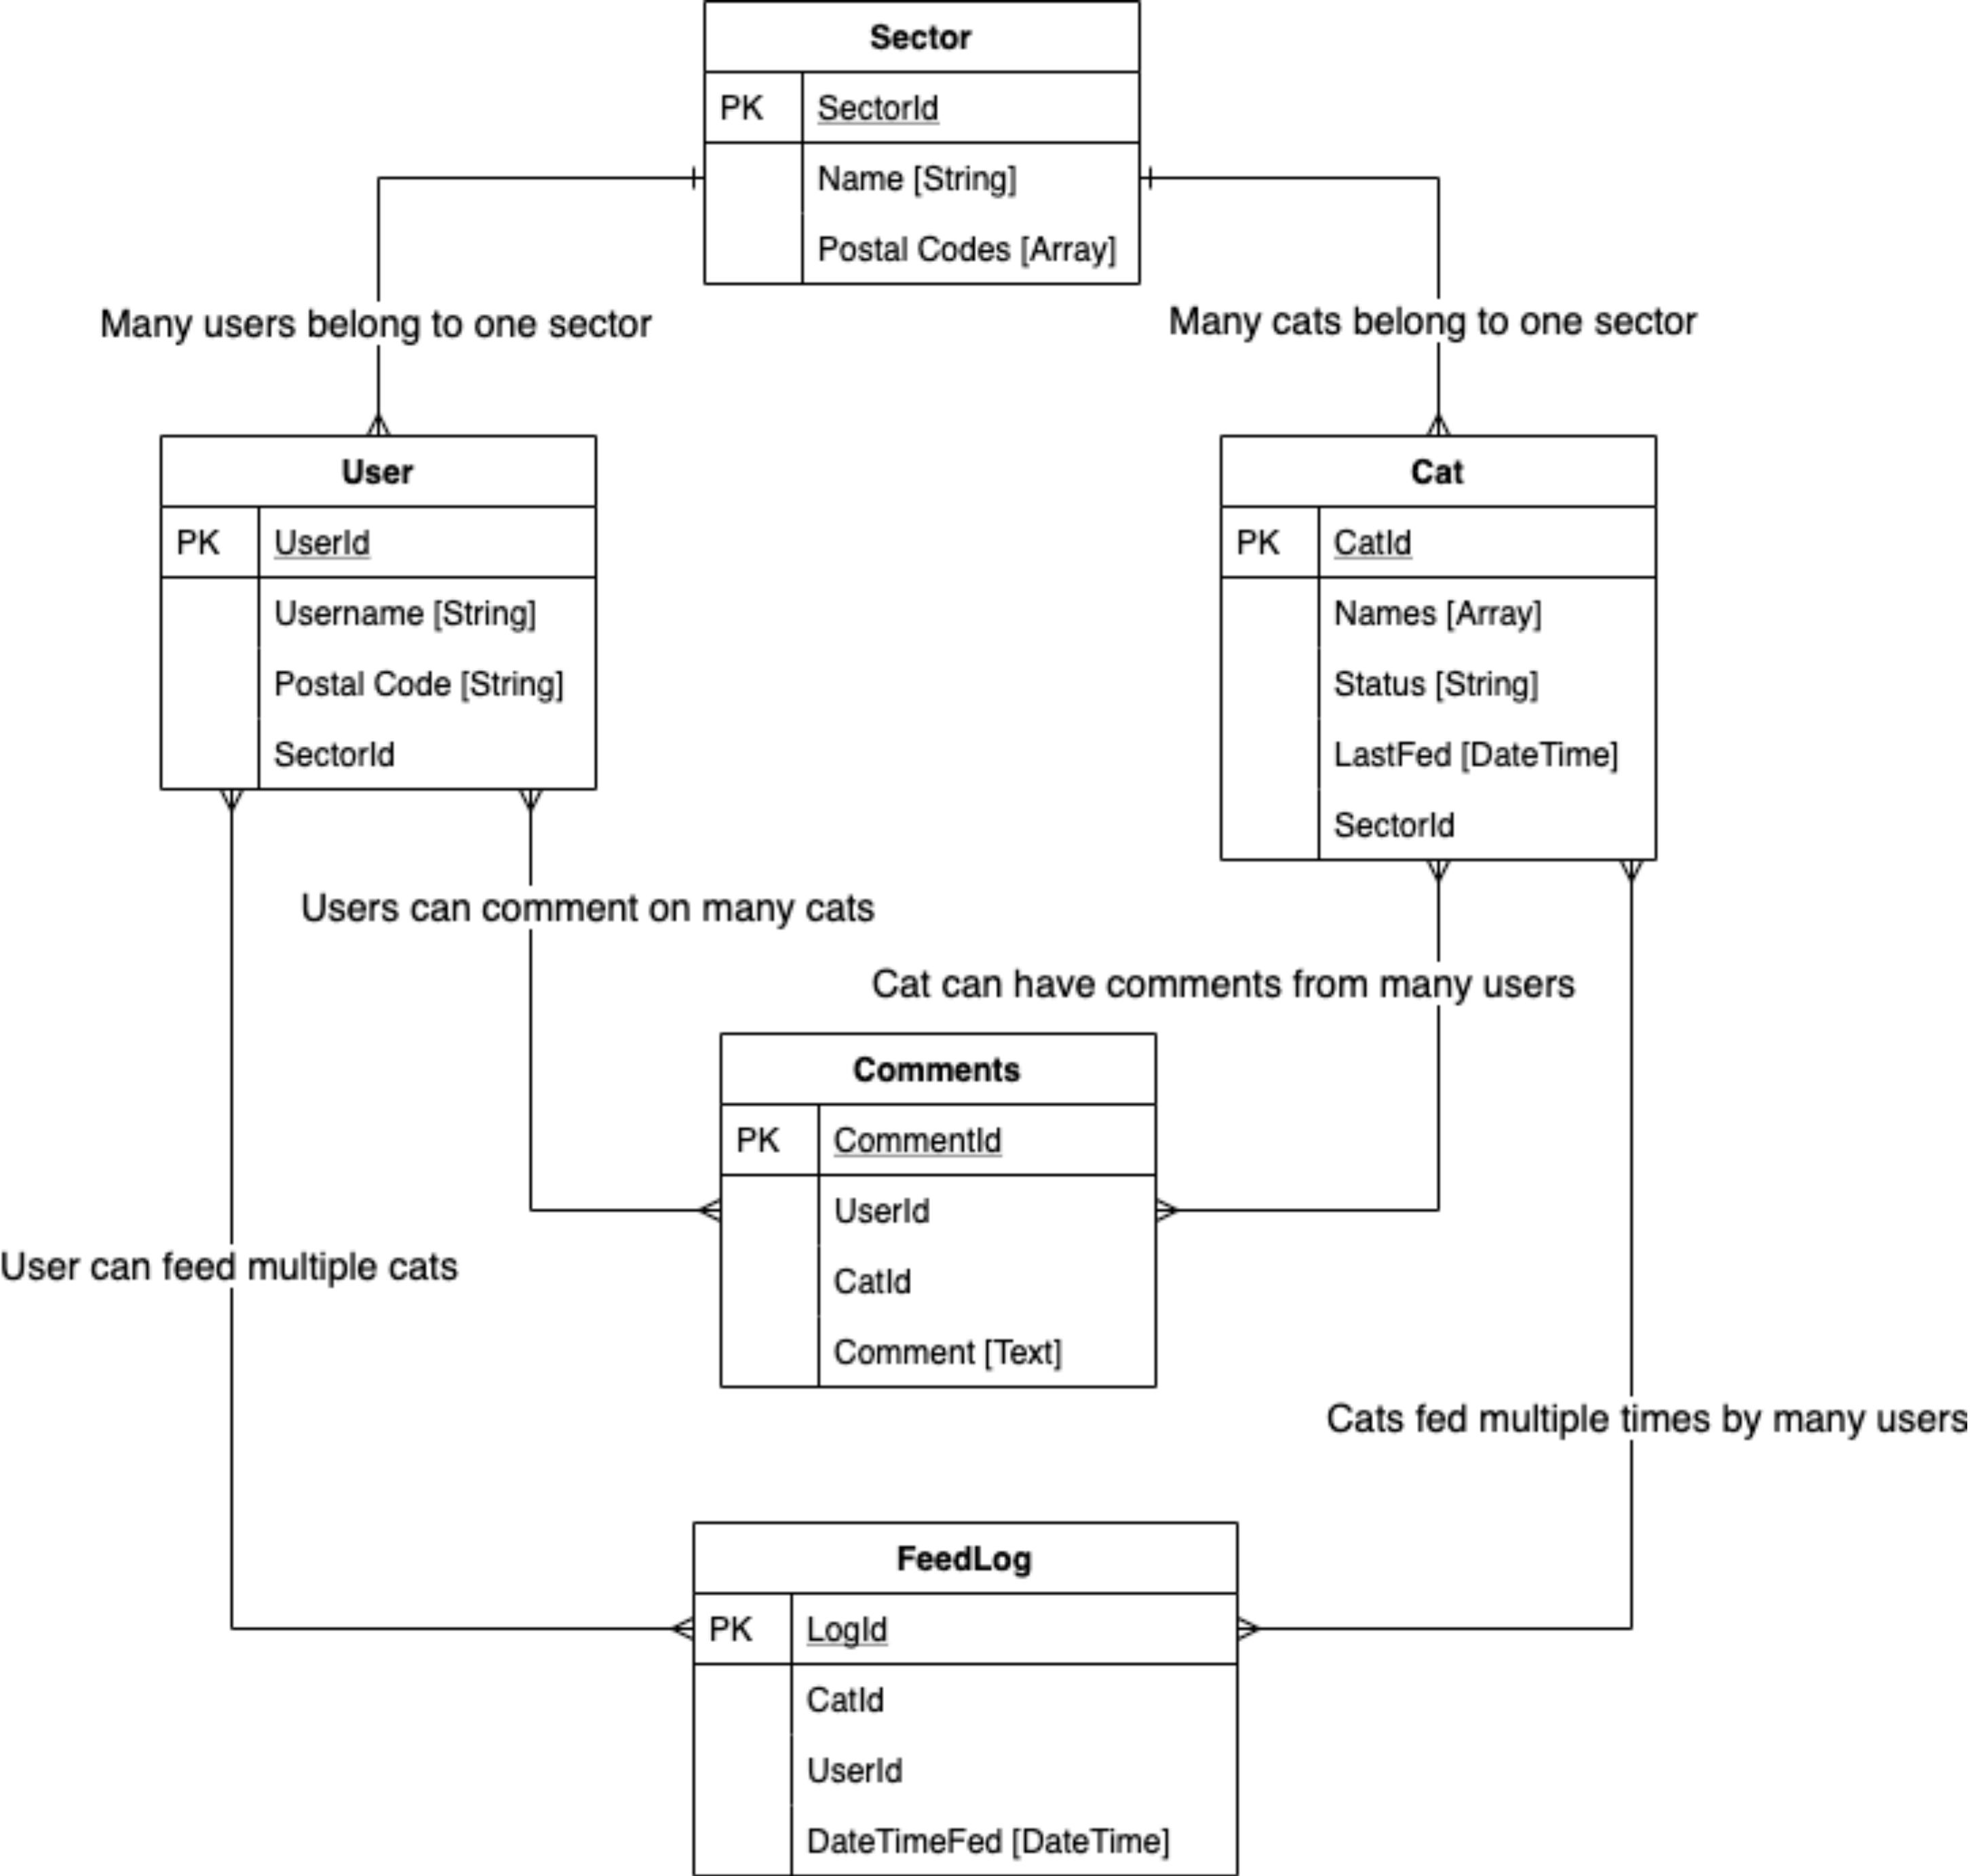 Sector
PK SectorId
Name [String]
Postal Codes [Array]
Many users belong to one sector
Many cats belong to one sector
User
PK UserId
Username [String]
Postal Code [String]
SectorId
Cat
PK CatId
Names [Array]
Status [String]
LastFed [DateTime]
SectorId
Users can comment on many cats
Cat can have comments from many users
Comments
PK CommentId
UserId
CatId
Comment [Text]
User can feed multiple cats
Cats fed multiple times by many users
FeedLog
PK LogId
CatId
UserId
DateTimeFed [DateTime]